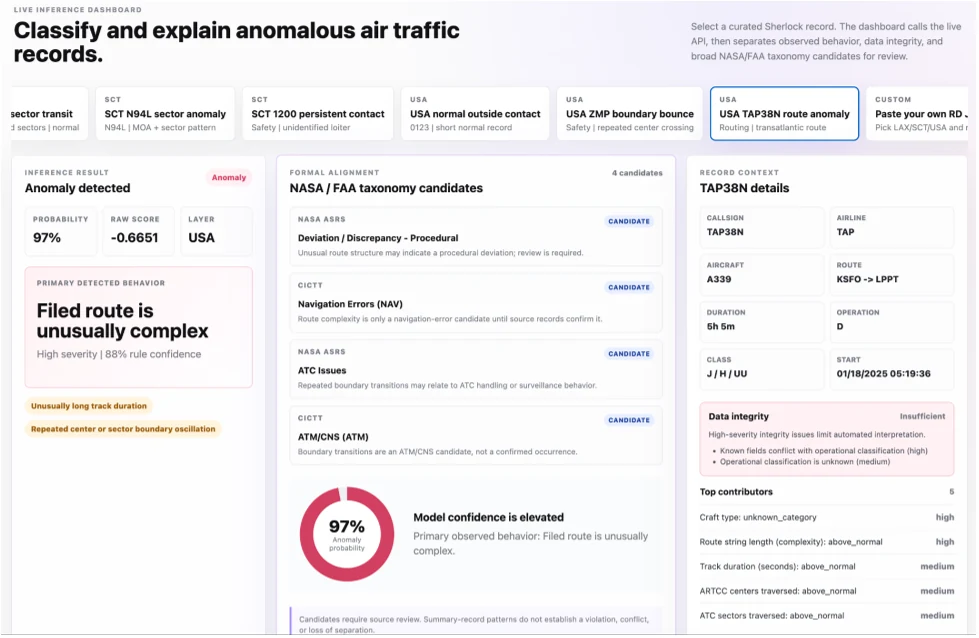 LIVE INFERENCE DASHBOARD
Classify and explain anomalous air traffic
records.
Select a curated Sherlock record. The dashboard calls the live
API, then separates observed behavior, data integrity, and
broad NASA/FAA taxonomy candidates for review.
sector transit
sectors | normal
SCT
SCT N94L sector anomaly
N94L | MOA + sector pattern
SCT
SCT 1200 persistent contact
Safety | unidentified loiter
USA
USA normal outside contact
0123 | short normal record
USA
USA ZMP boundary bounce
Safety | repeated center crossing
USA
USA TAP38N route anomaly
Routing | transatlantic route
CUSTOM
Paste your own RD
Pick LAX/SCT/USA and
INFERENCE RESULT
Anomaly detected
Anomaly
PROBABILITY
97%
RAW SCORE
-0.6651
LAYER
USA
PRIMARY DETECTED BEHAVIOR
Filed route is
unusually complex
High severity | 88% rule confidence
Unusually long track duration
Repeated center or sector boundary oscillation
FORMAL ALIGNMENT
NASA / FAA taxonomy candidates
4 candidates
NASA ASRS
CANDIDATE
Deviation / Discrepancy - Procedural
Unusual route structure may indicate a procedural deviation; review is required.
CICTT
CANDIDATE
Navigation Errors (NAV)
Route complexity is only a navigation-error candidate until source records confirm it.
NASA ASRS
CANDIDATE
ATC Issues
Repeated boundary transitions may relate to ATC handling or surveillance behavior.
CICTT
CANDIDATE
ATM/CNS (ATM)
Boundary transitions are an ATM/CNS candidate, not a confirmed occurrence.
97%
Anomaly
probability
Model confidence is elevated
Primary observed behavior: Filed route is unusually
complex.
Candidates require source review. Summary-record patterns do not establish a violation, conflict,
or loss of separation.
RECORD CONTEXT
TAP38N details
CALLSIGN
TAP38N
AIRLINE
TAP
AIRCRAFT
A339
ROUTE
KSFO -> LPPT
DURATION
5h 5m
OPERATION
D
CLASS
J / H / UU
START
01/18/2025 05:19:36
Data integrity
Insufficient
High-severity integrity issues limit automated interpretation.
• Known fields conflict with operational classification (high)
• Operational classification is unknown (medium)
Top contributors
5
Craft type: unknown_category
high
Route string length (complexity): above_normal
high
Track duration (seconds): above_normal
medium
ARTCC centers traversed: above_normal
medium
ATC sectors traversed: above_normal
medium